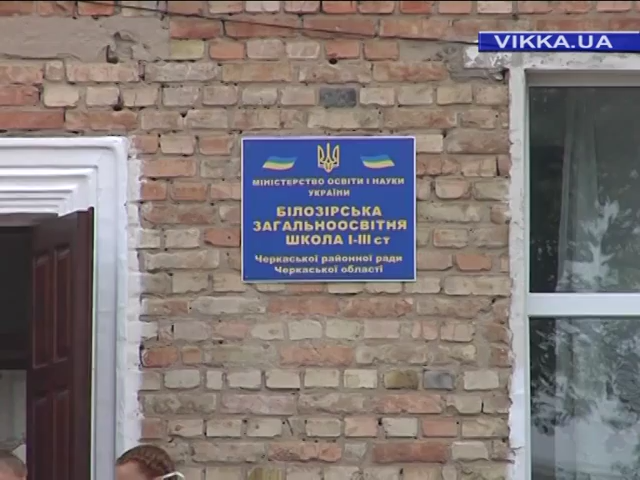 VIKKA.UA
МІНІСТЕРСТВО ОСВІТИ І НАУКИ
УКРАЇНИ
БІЛОЗІРСЬКА
ЗАГАЛЬНООСВІТНЯ
ШКОЛА І-ІІІ ст
Черкаської районної ради
Черкаської області